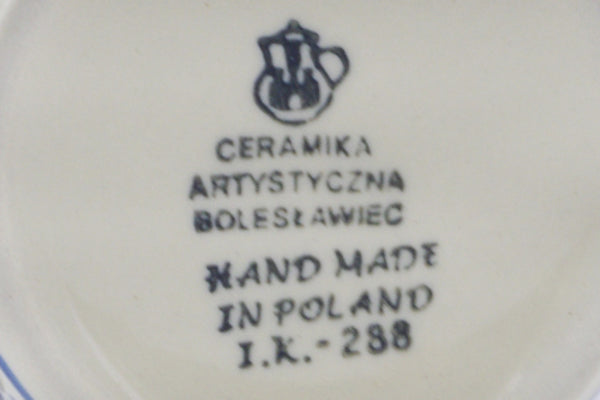 CERAMIKA
ARTYSTYCZNA
BOLESŁAWIEC
HAND MADE
IN POLAND
I.K.-288